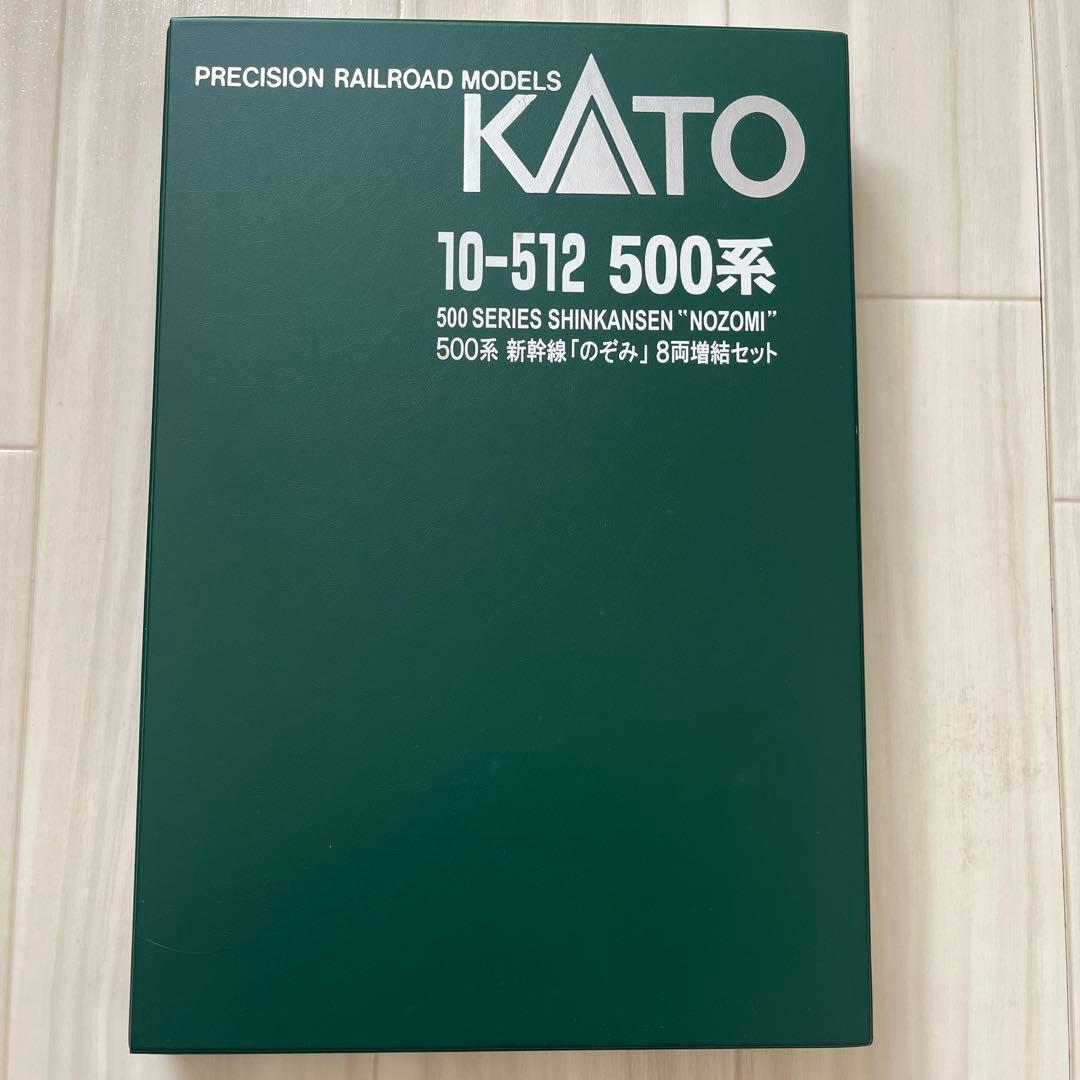 PRECISION RAILROAD MODELS
KATO
10-512 500系
500 SERIES SHINKANSEN "NOZOMI"
500系 新幹線「のぞみ」 8両増結セット